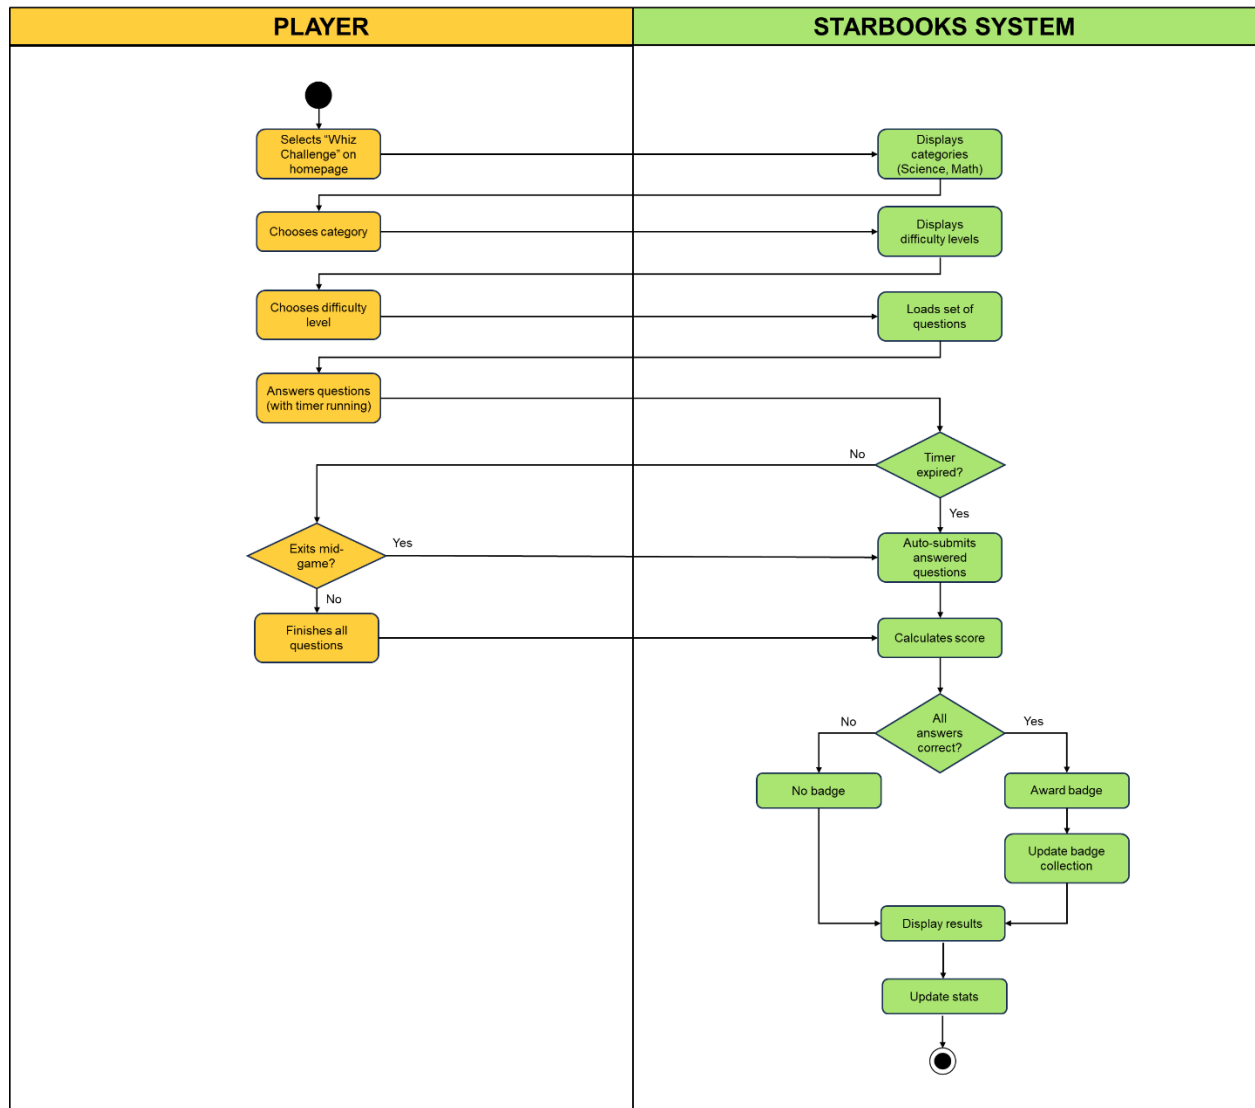 PLAYER
STARBOOKS SYSTEM
Selects “Whiz
Challenge” on
homepage
Displays
categories
(Science, Math)
Chooses category
Displays
difficulty levels
Chooses difficulty
level
Loads set of
questions
Answers questions
(with timer running)
Timer
expired?
No
Yes
Exits mid-
game?
Yes
No
Auto-submits
answered
questions
Finishes all
questions
Calculates score
All
answers
correct?
No
Yes
No badge
Award badge
Update badge
collection
Display results
Update stats